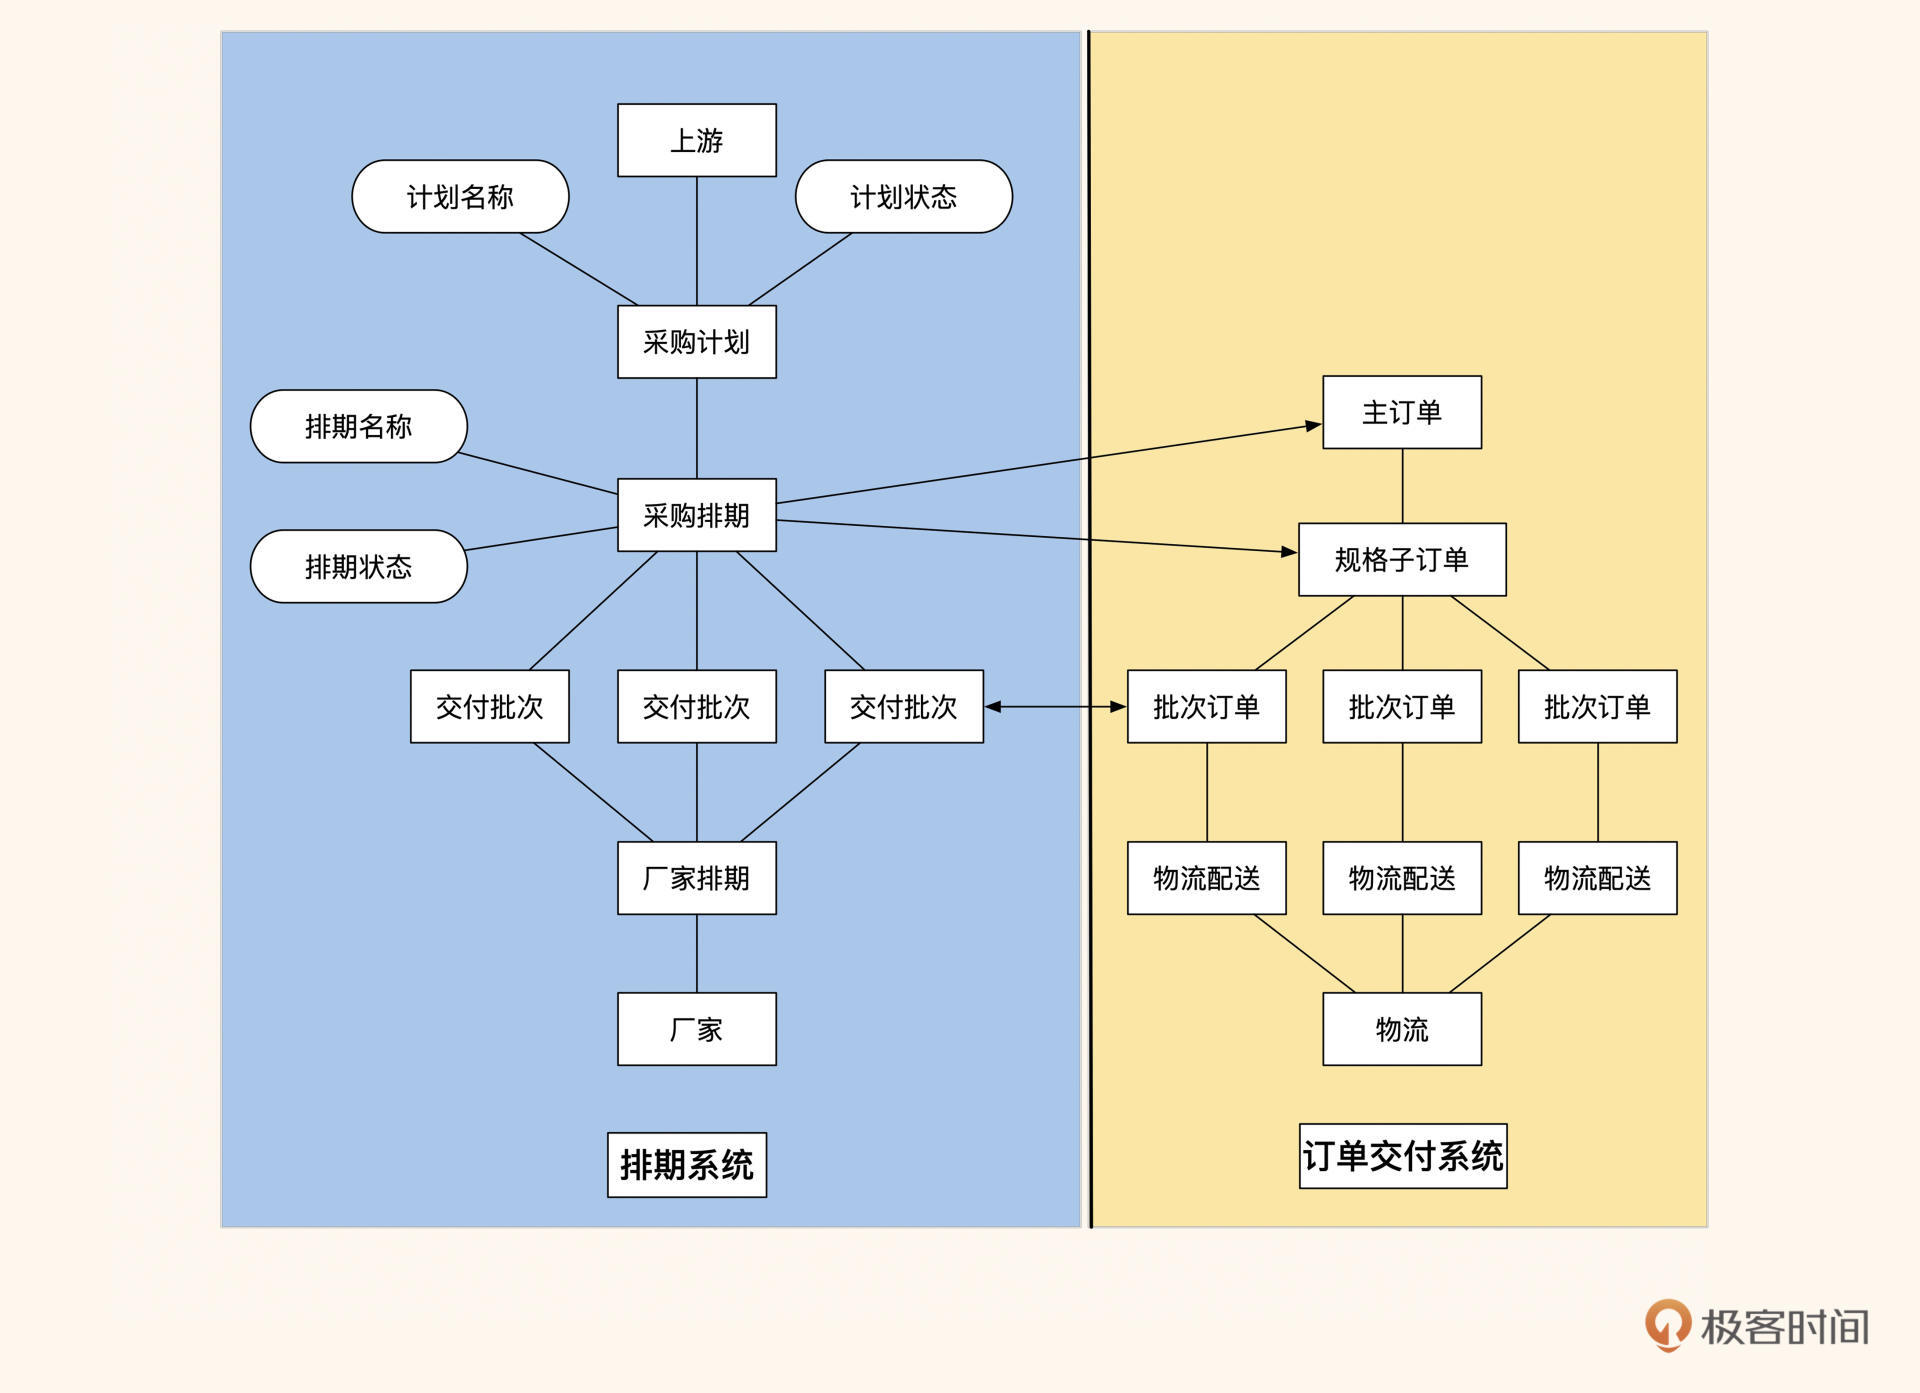 上游
计划名称
计划状态
采购计划
排期名称
采购排期
排期状态
交付批次
交付批次
交付批次
厂家排期
厂家
排期系统
主订单
规格子订单
批次订单
批次订单
批次订单
物流配送
物流配送
物流配送
物流
订单交付系统
极客时间